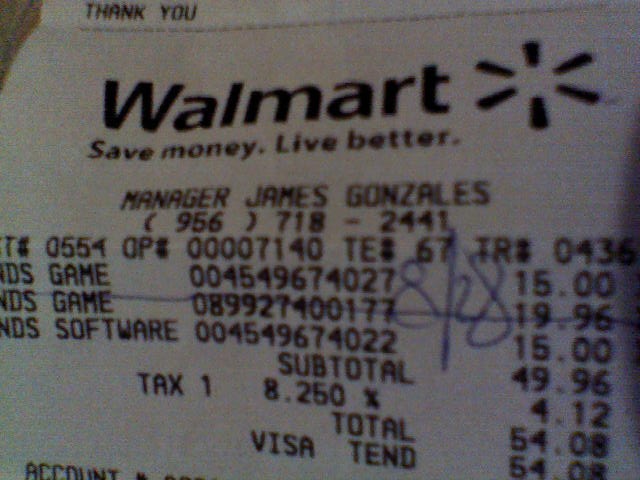 THANK YOU
Walmart
Save money. Live better.
MANAGER JAMES GONZALES
( 956 ) 718 - 2441
ST# 0554 OP# 00007140 TE# 67 TR# 0436
NDS GAME 004549674027 15.00
NDS GAME 089927400177 19.96
NDS SOFTWARE 004549674022 15.00
8/28
SUBTOTAL 49.96
TAX 1 8.250 % 4.12
TOTAL 54.08
VISA TEND 54.08
ACCOUNT #